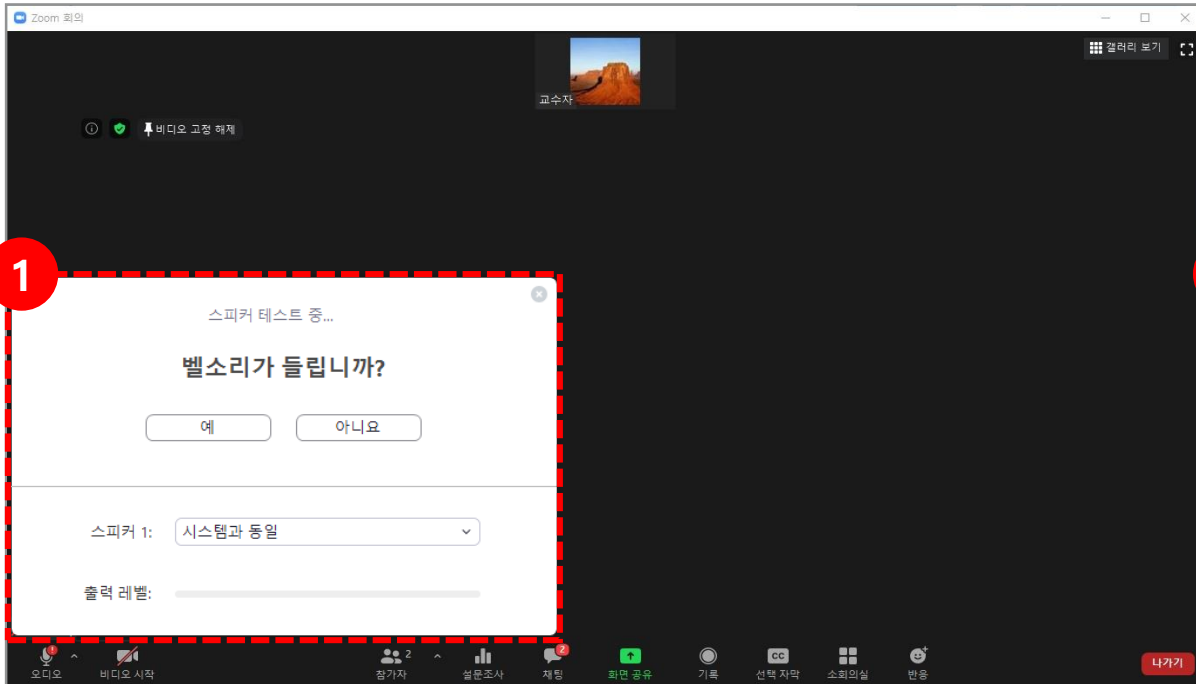 Zoom 회의
갤러리 보기
교수자
비디오 고정 해제
1
스피커 테스트 중...
벨소리가 들립니까?
예 아니요
스피커 1: 시스템과 동일
출력 레벨:
2 2
CC
오디오 비디오 시작 참가자 설문조사 채팅 화면 공유 기록 선택 자막 소회의실 반응 나가기